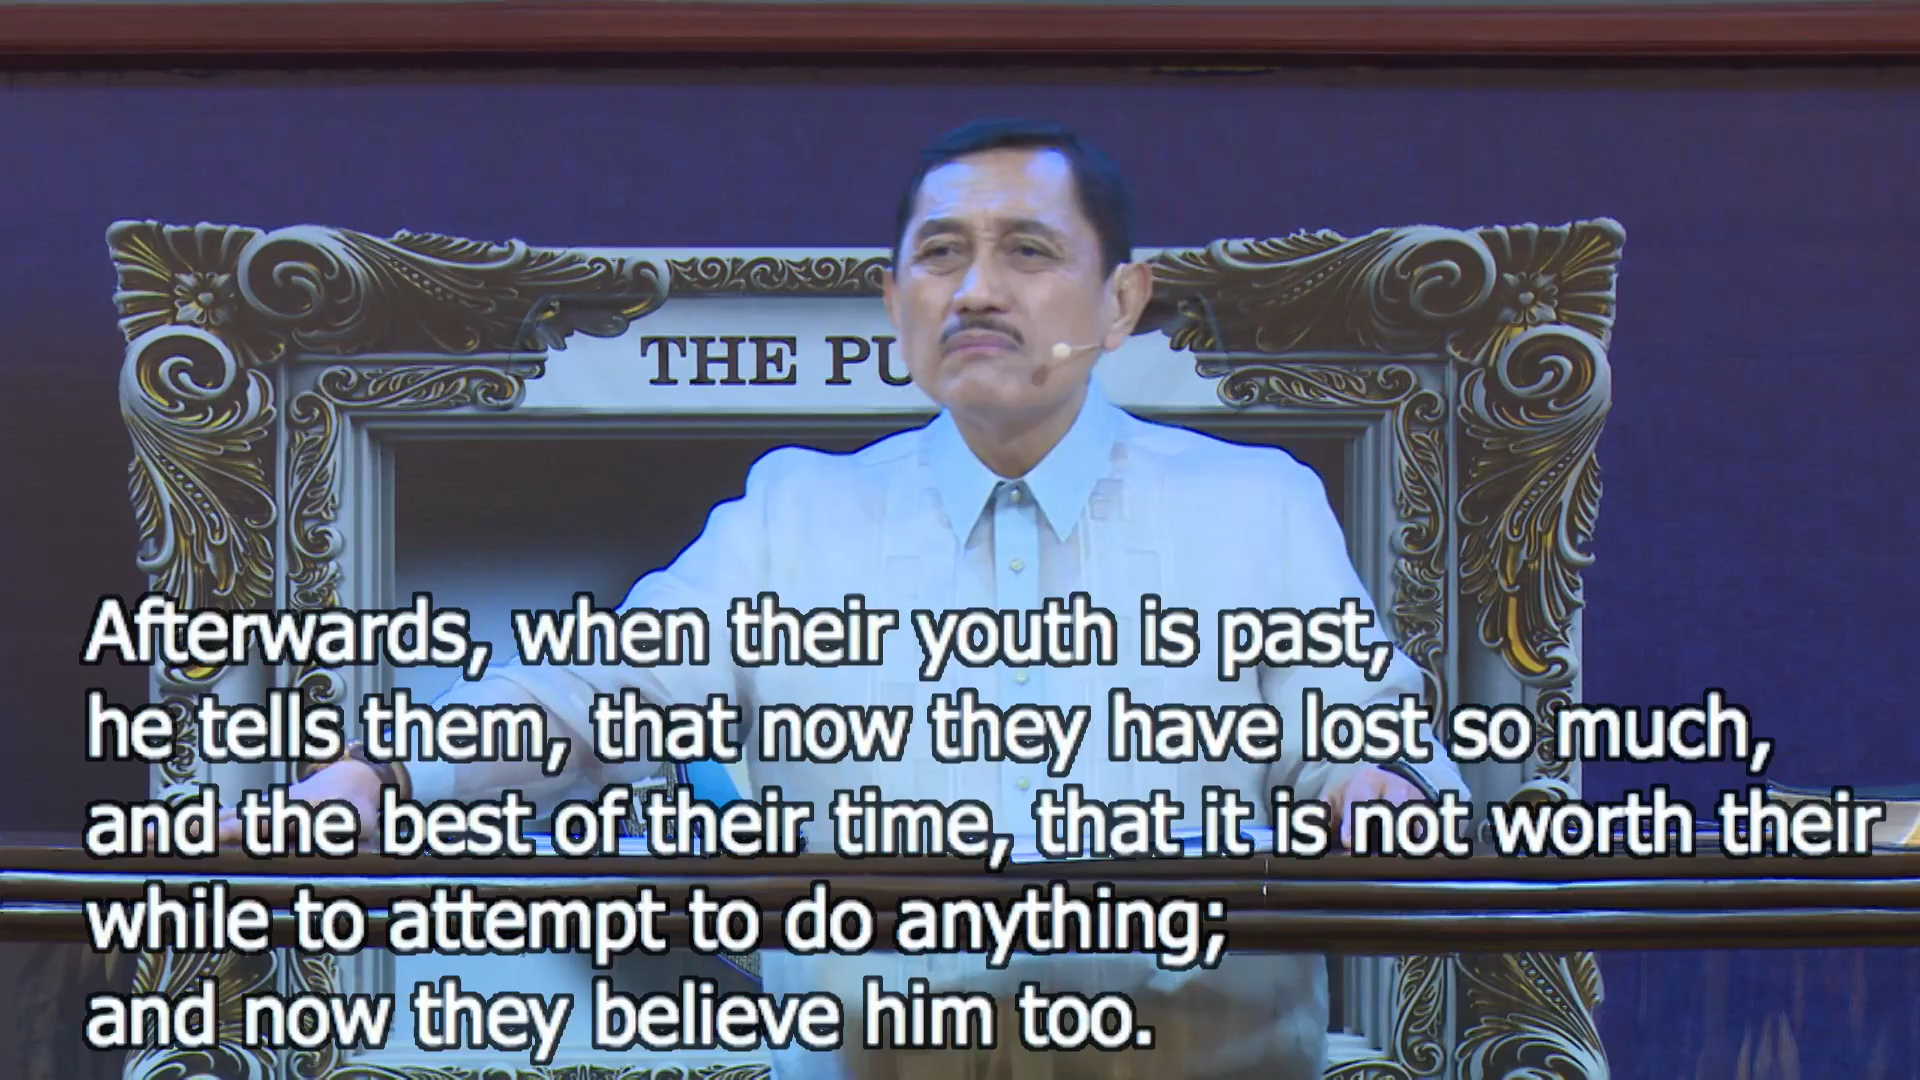 THE PU
Afterwards, when their youth is past,
he tells them, that now they have lost so much,
and the best of their time, that it is not worth their
while to attempt to do anything;
and now they believe him too.